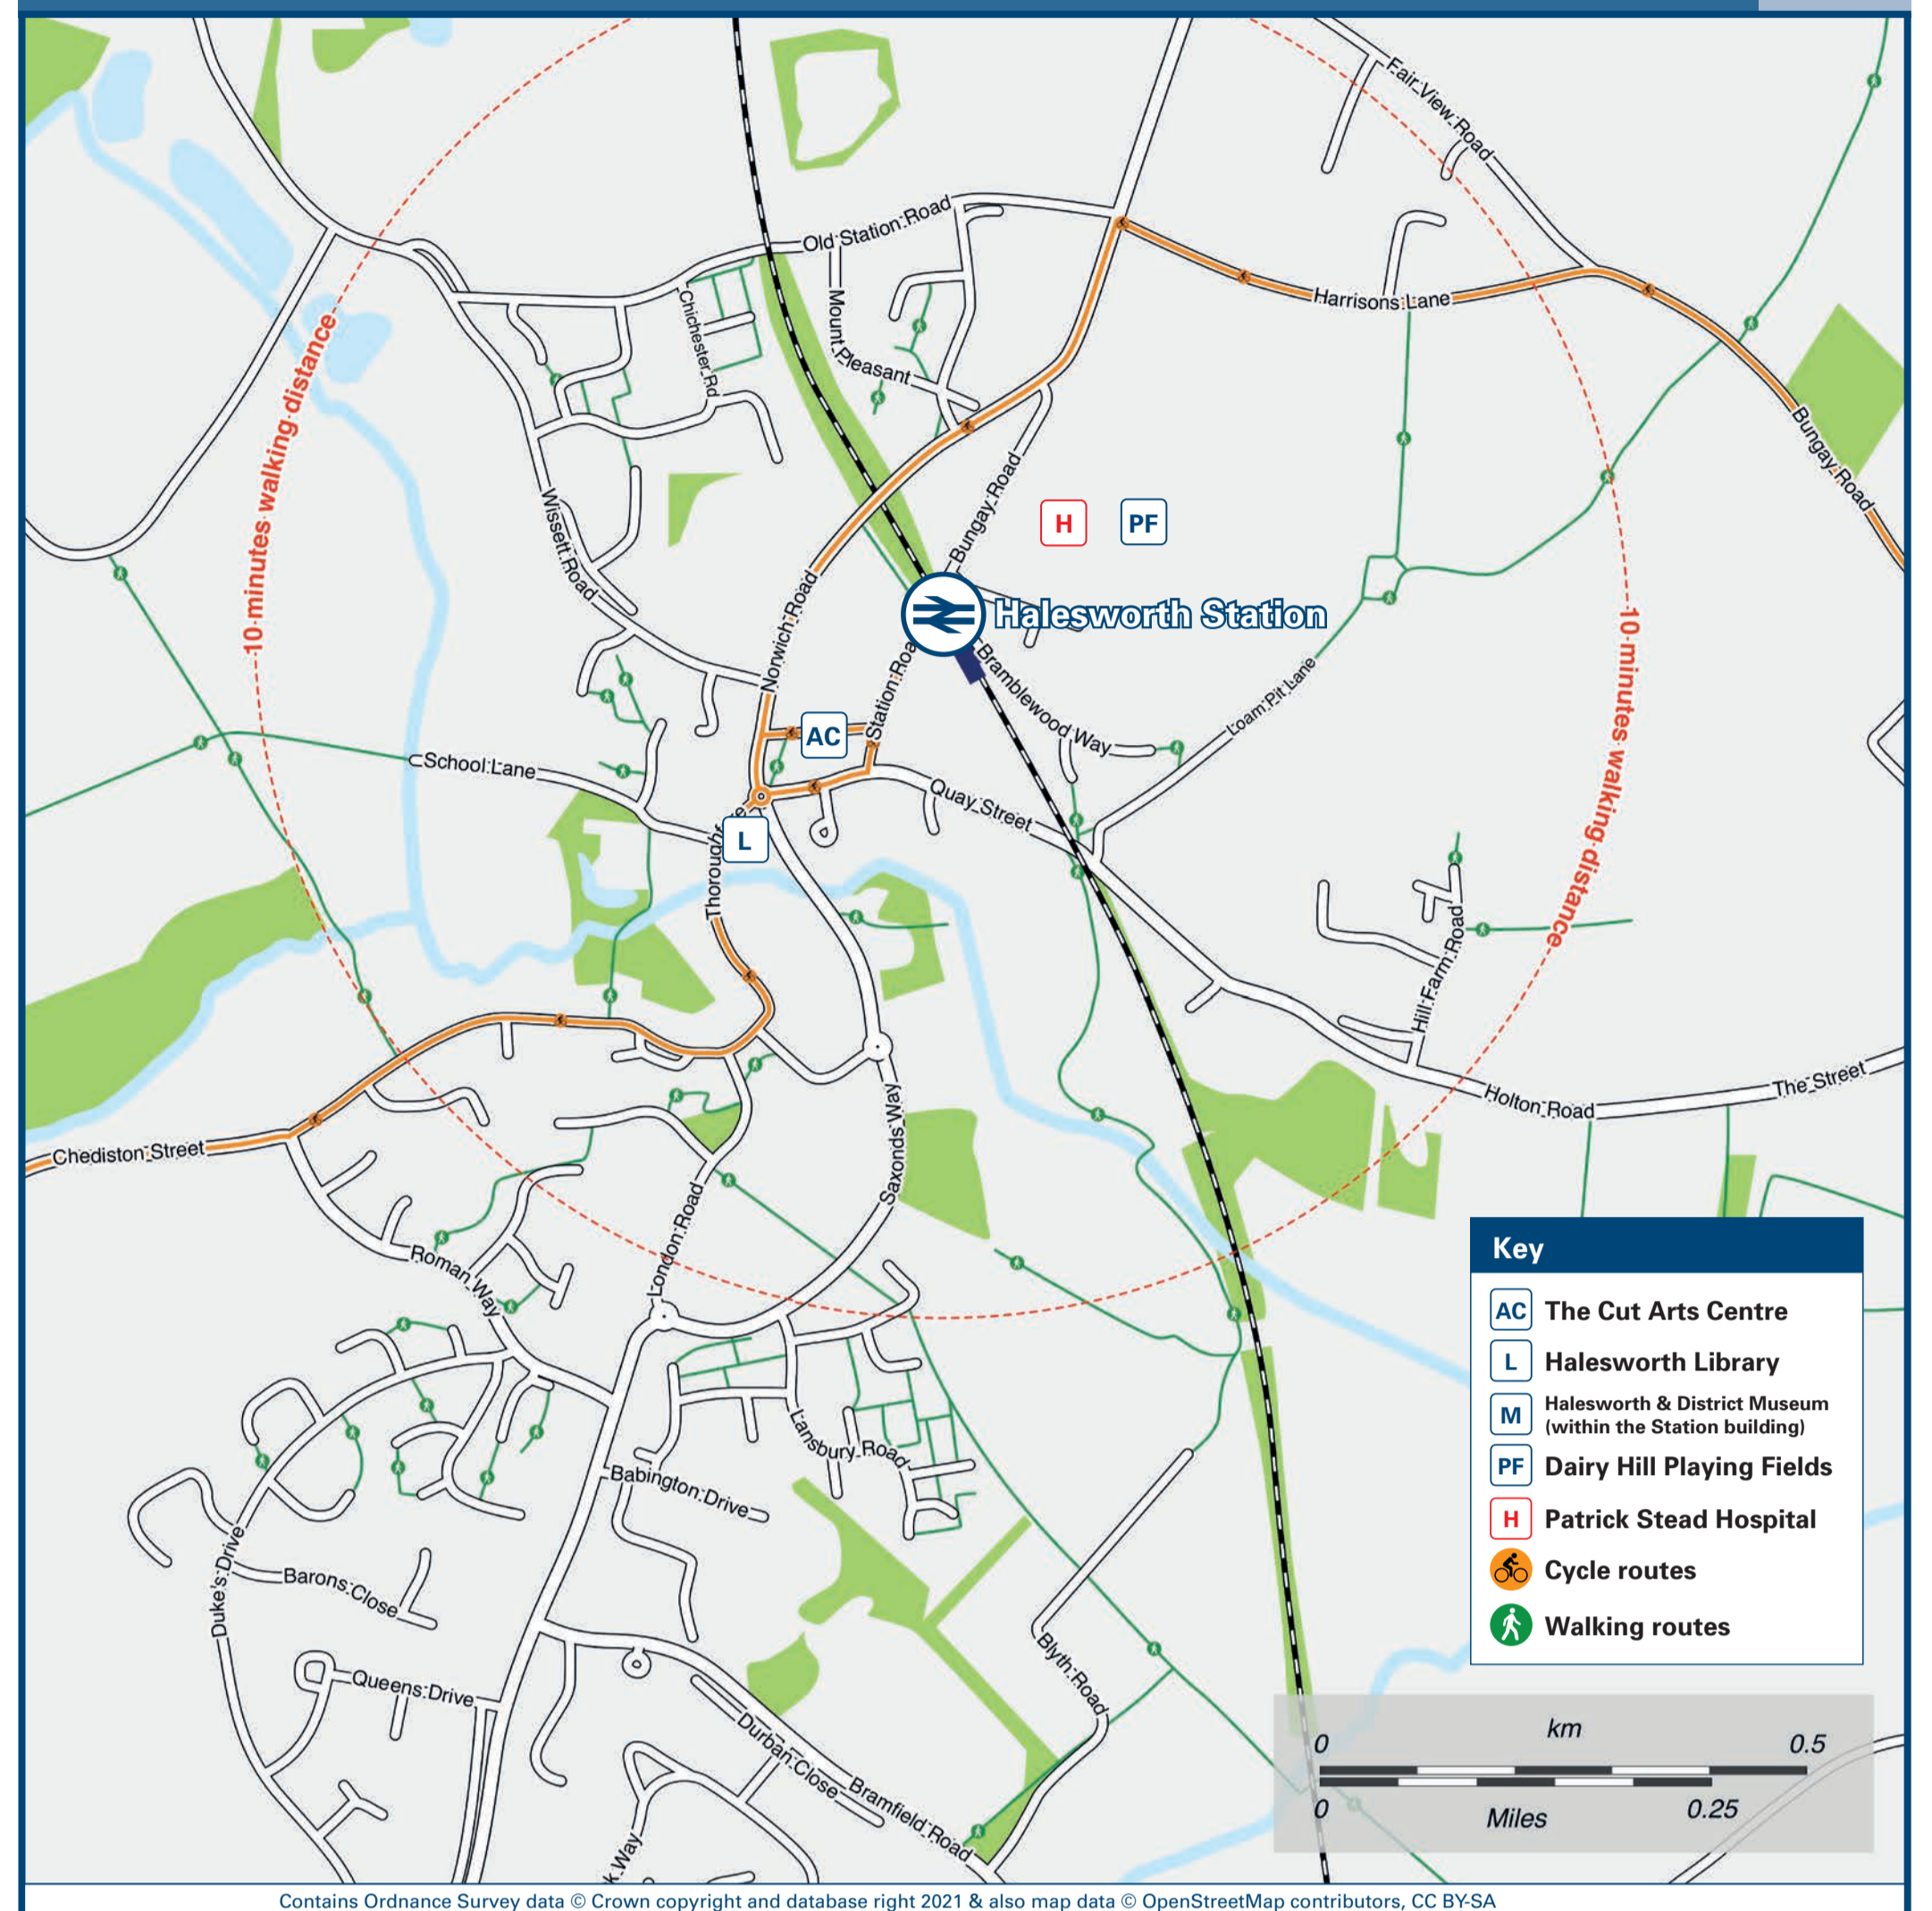 Fair View Road
Old Station Road
Harrisons Lane
Chichester Rd
Mount Pleasant
10 minutes walking distance
Bungay Road
Wissett Road
Bungay Road
H
PF
Norwich Road
Halesworth Station
10 minutes walking distance
Station
Bramblewood Way
Loam Pit Lane
AC
School Lane
Quay Street
L
Hill Farm Road
Holton Road
The Street
Chediston Street
Saxonds Way
London Road
Roman Way
Lansbury Road
Babington Drive
Duke's Drive
Barons Close
Queens Drive
Blyth Road
Durban Close
Bramfield Road
k Way
Key
AC The Cut Arts Centre
L Halesworth Library
M Halesworth & District Museum
(within the Station building)
PF Dairy Hill Playing Fields
H Patrick Stead Hospital
Cycle routes
Walking routes
km
0 0.5
0 Miles 0.25
Contains Ordnance Survey data © Crown copyright and database right 2021 & also map data © OpenStreetMap contributors, CC BY-SA